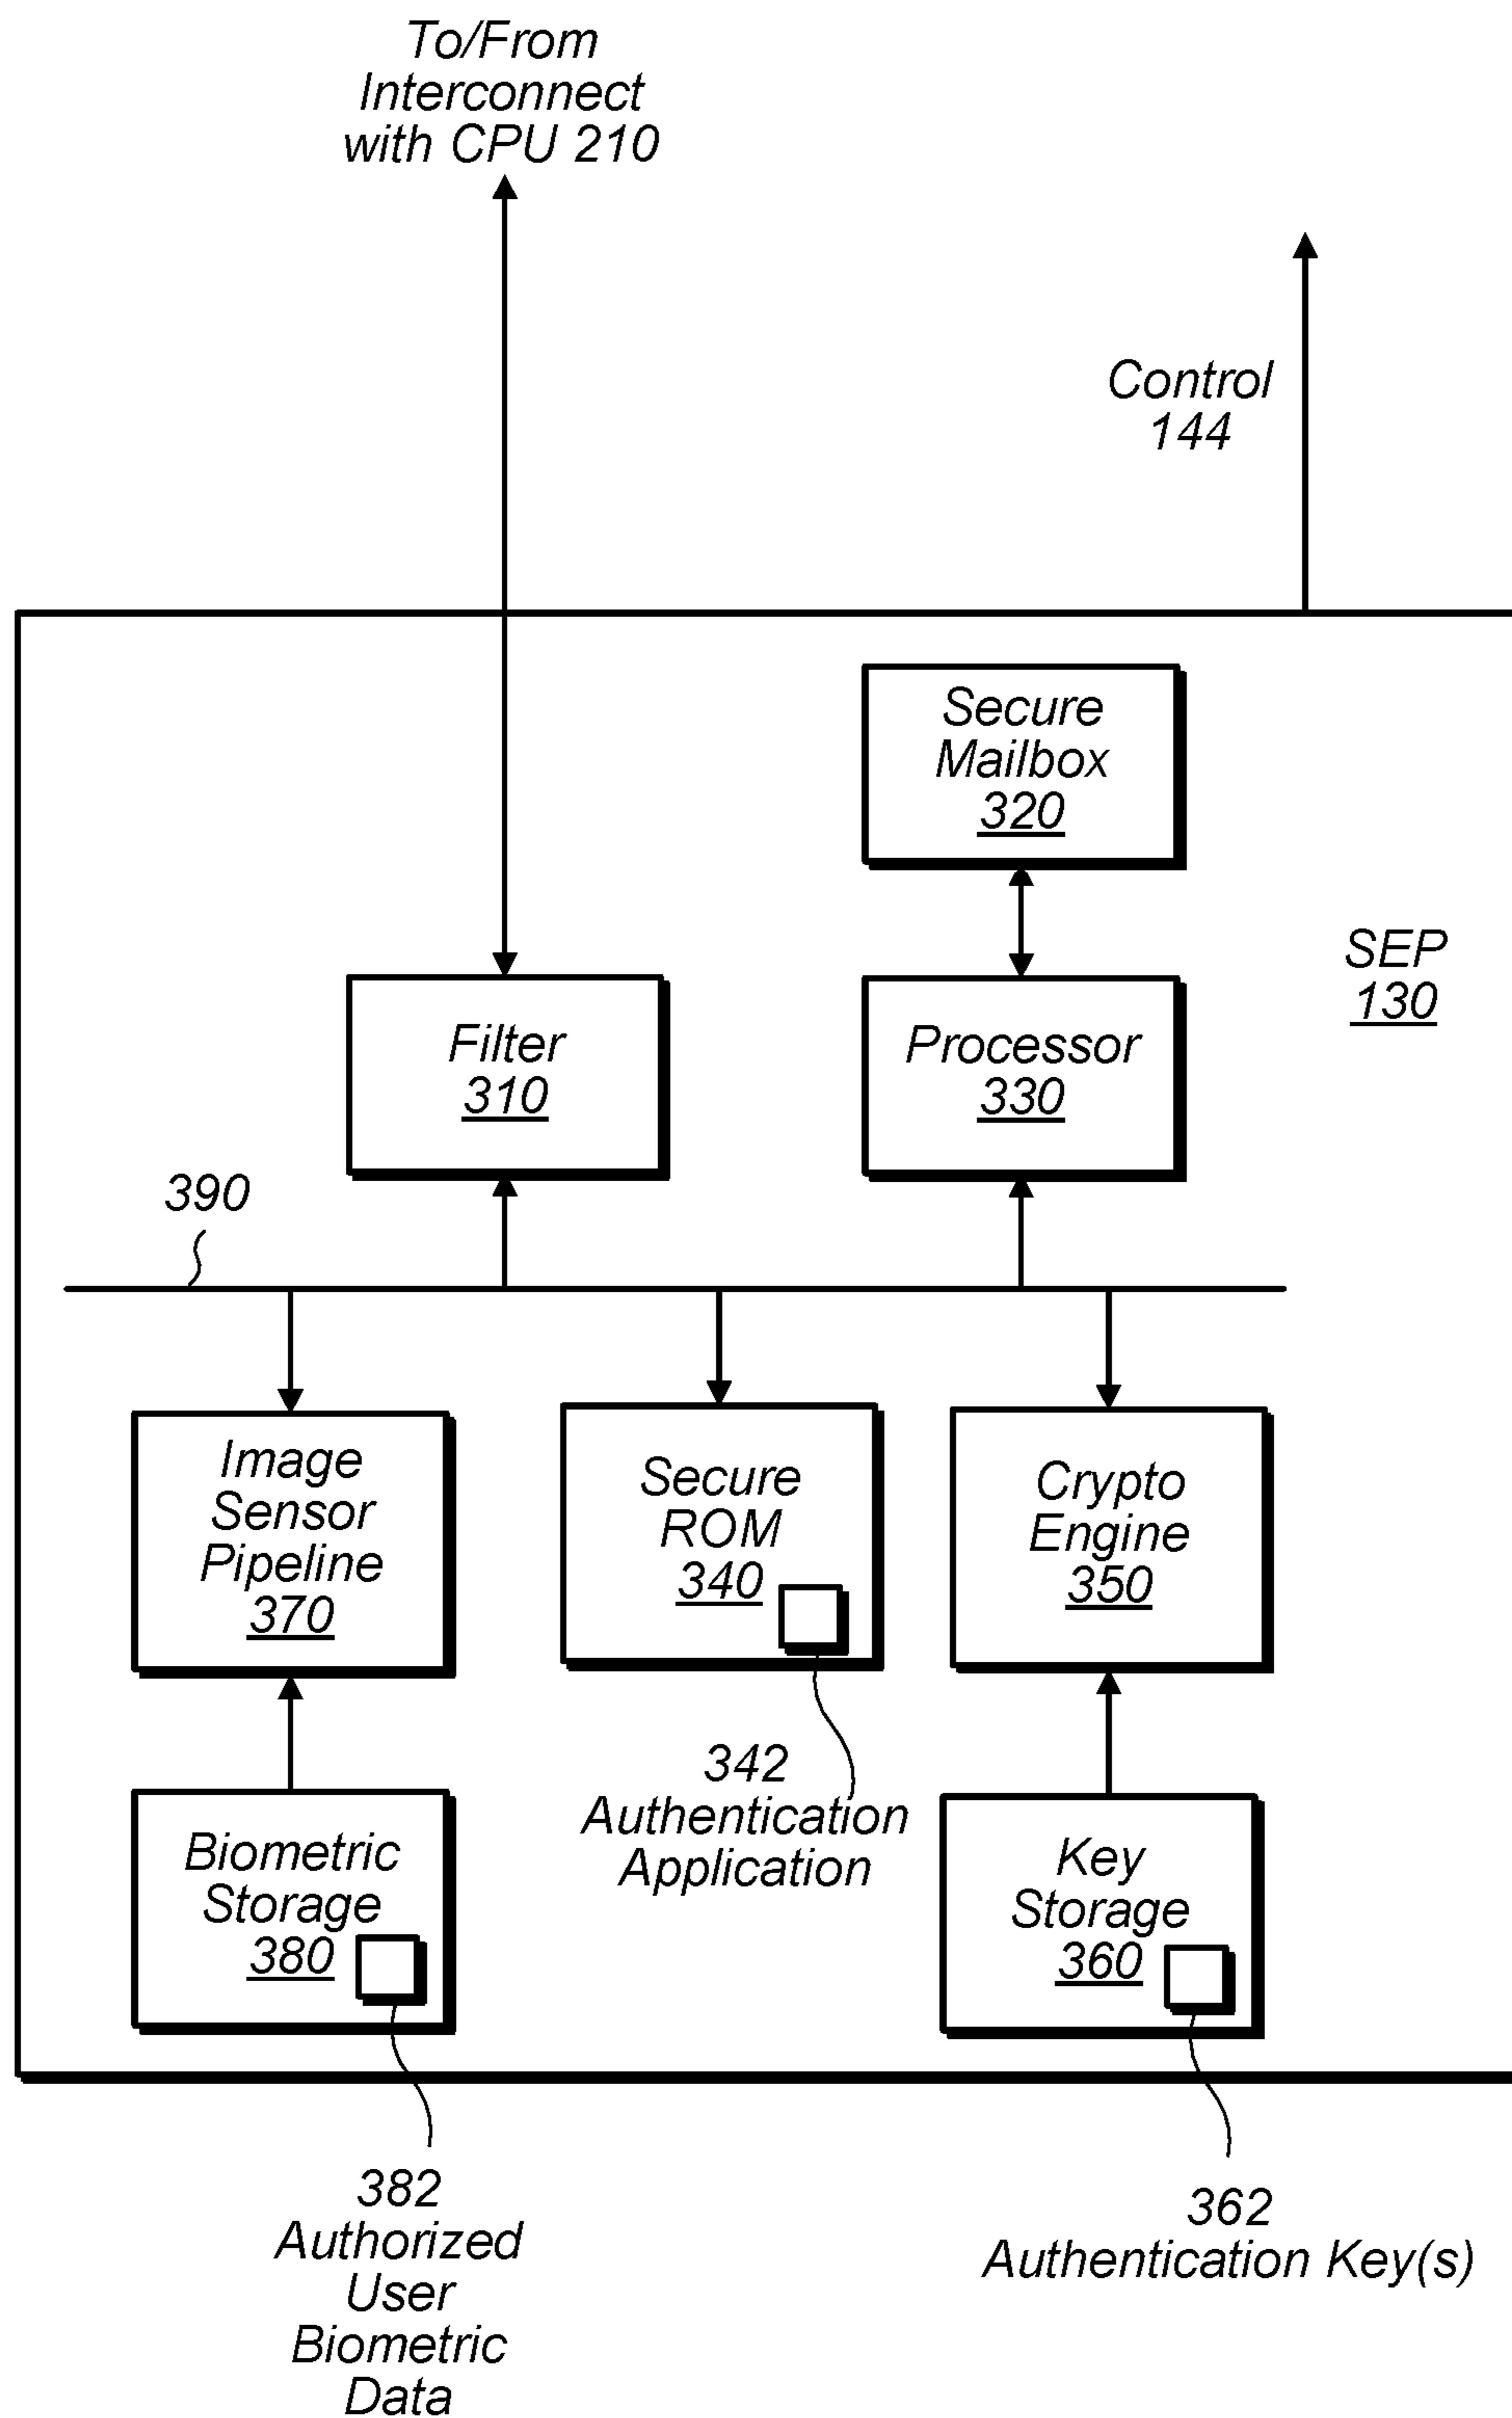 To/From
Interconnect
with CPU 210
Control
144
Secure
Mailbox
320
SEP
130
Filter
310
Processor
330
390
Image
Sensor
Pipeline
370
Secure
ROM
340
Crypto
Engine
350
342
Authentication
Application
Biometric
Storage
380
Key
Storage
360
382
Authorized
User
Biometric
Data
362
Authentication Key(s)